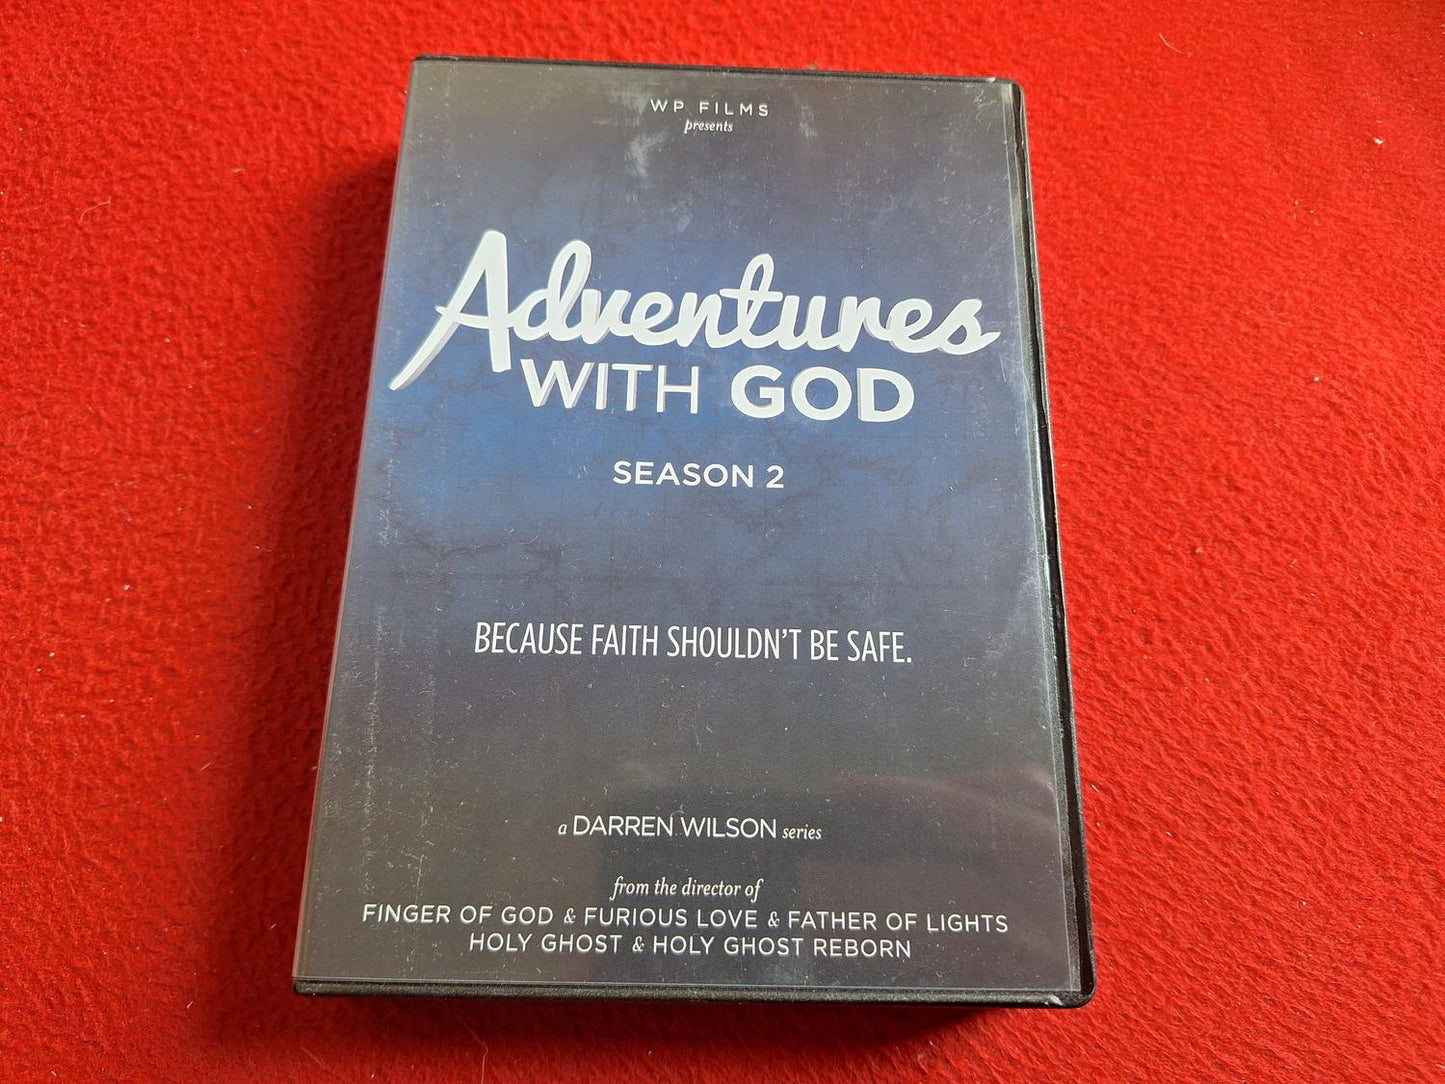 WP FILMS
presents
Adventures
WITH GOD
SEASON 2
BECAUSE FAITH SHOULDN'T BE SAFE.
a DARREN WILSON series
from the director of
FINGER OF GOD & FURIOUS LOVE & FATHER OF LIGHTS
HOLY GHOST & HOLY GHOST REBORN